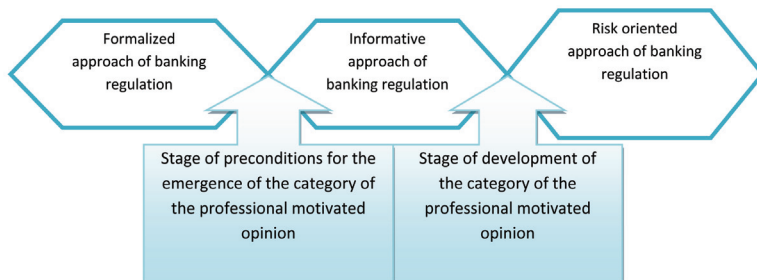 Formalized
approach of banking
regulation
Informative
approach of
banking regulation
Risk oriented
approach of banking
regulation
Stage of preconditions for the
emergence of the category of
the professional motivated
opinion
Stage of development of
the category of the
professional motivated
opinion